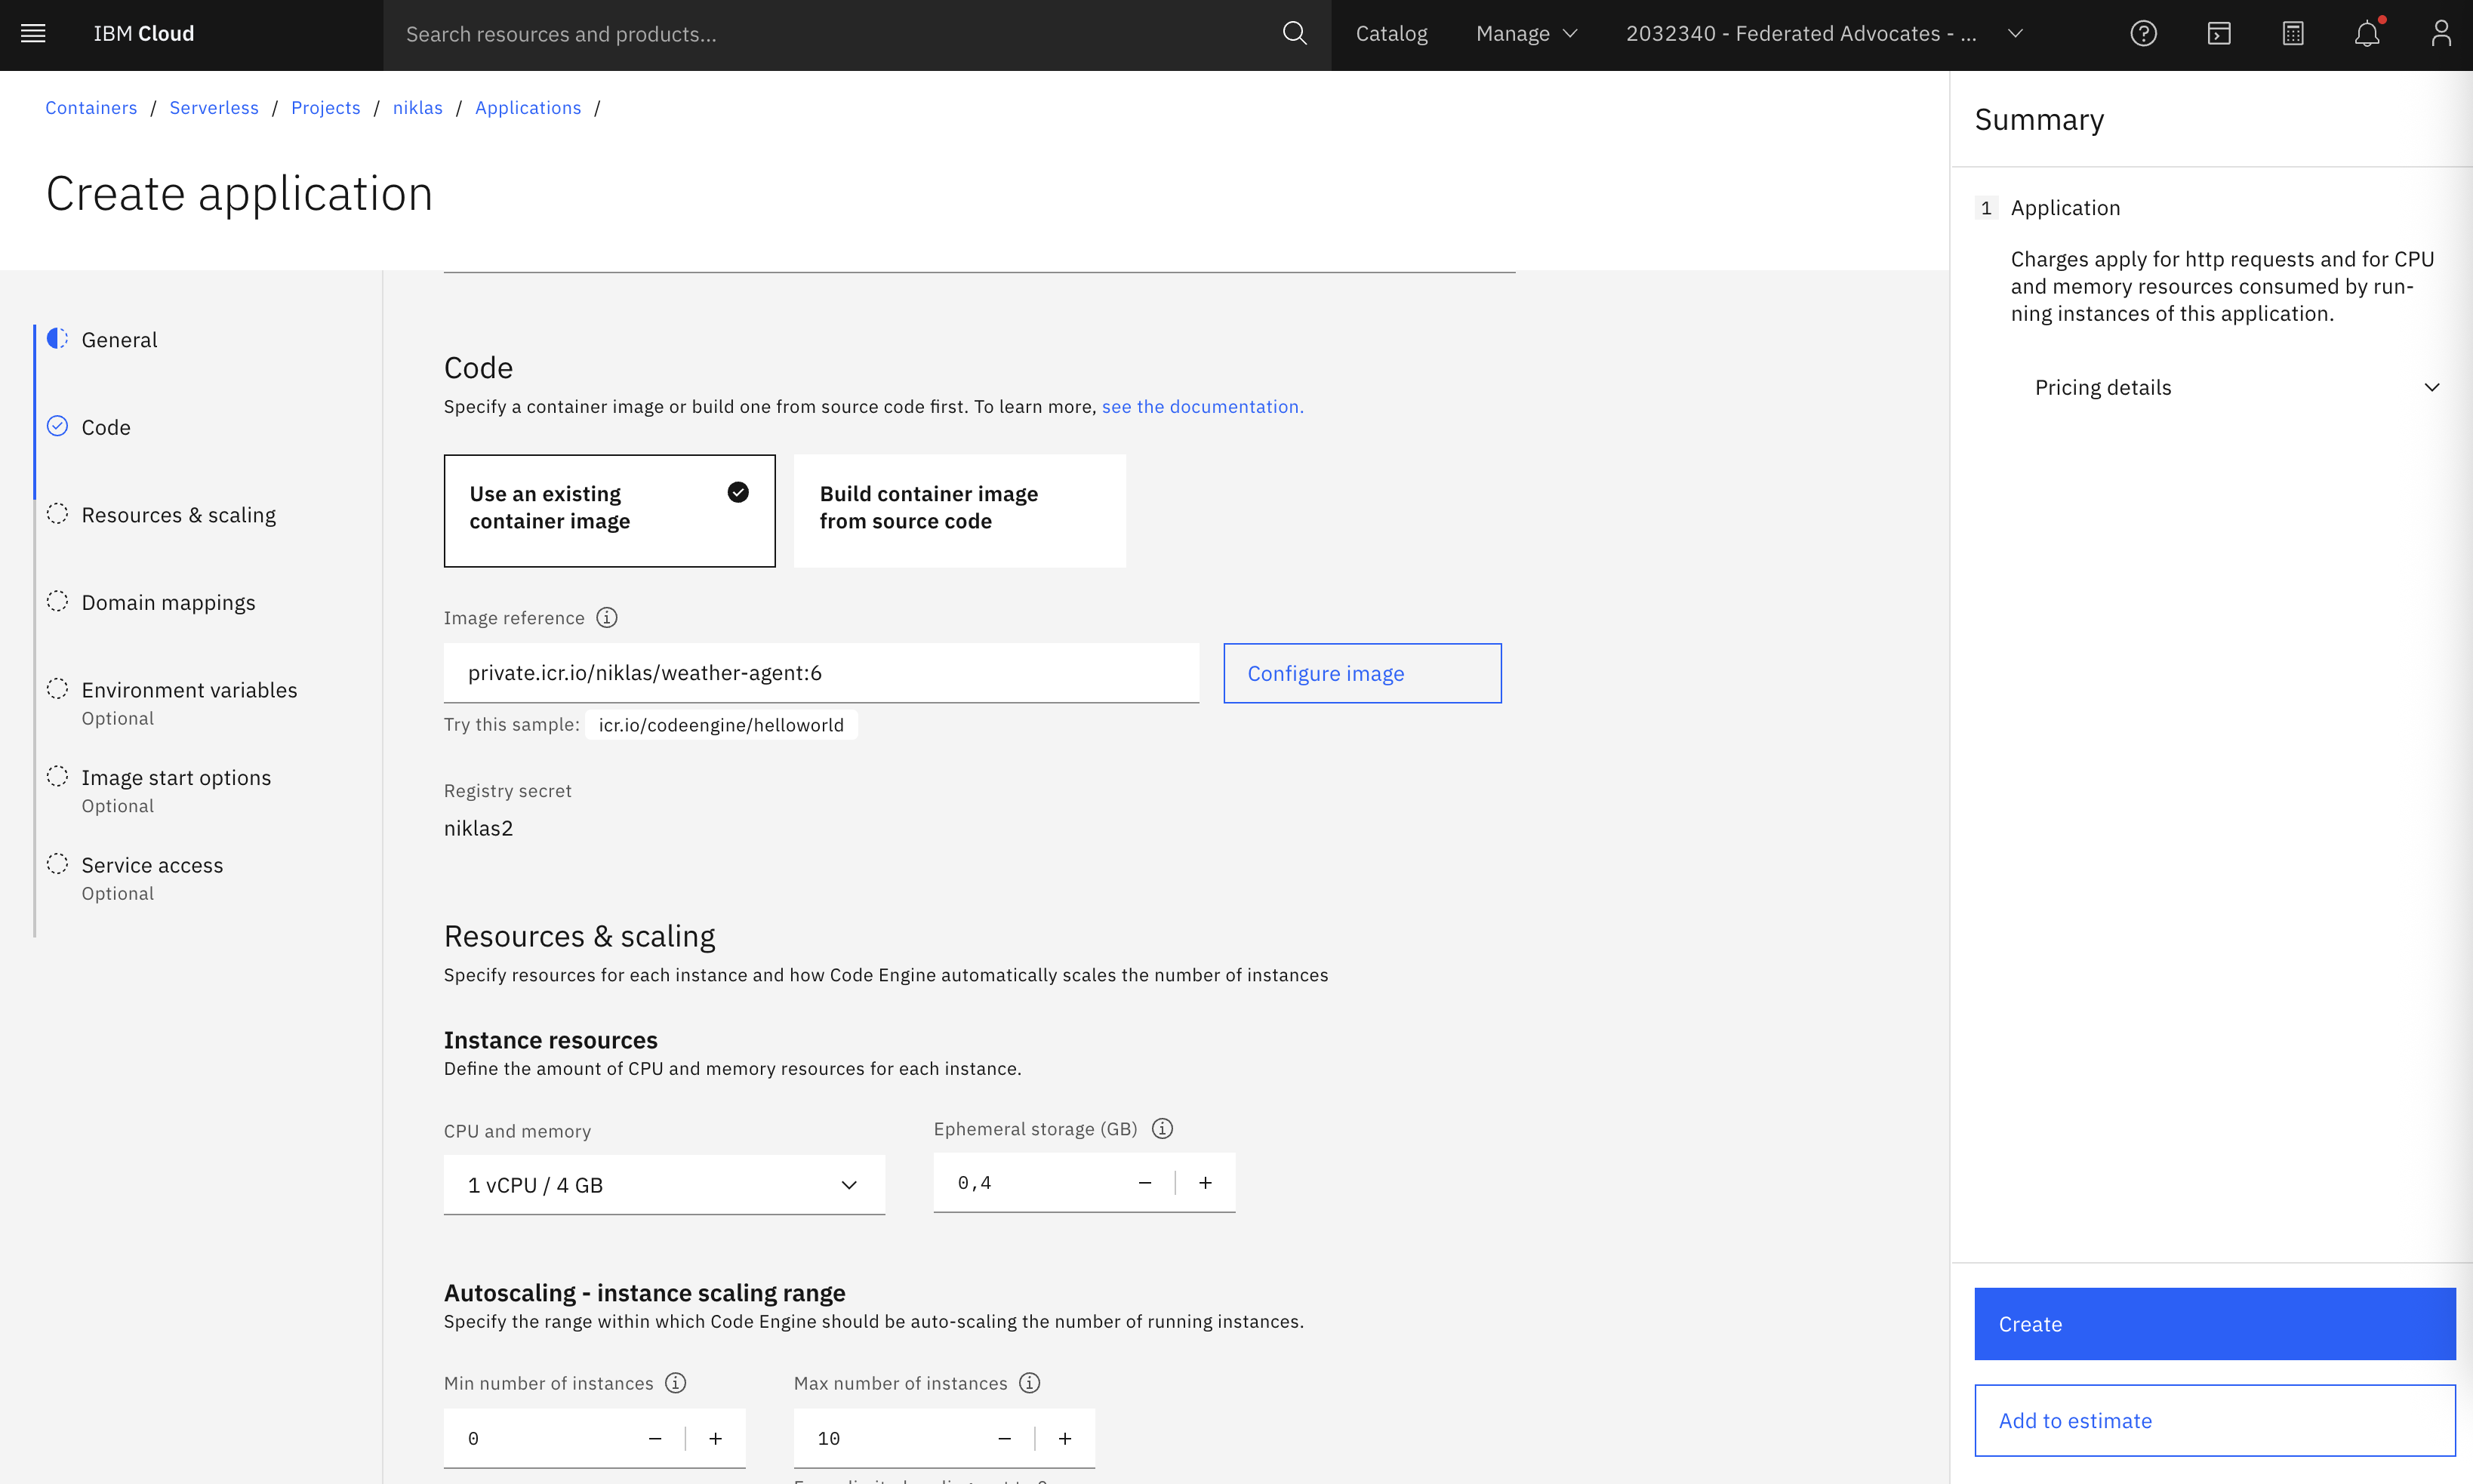 IBM Cloud
Search resources and products...
Catalog
Manage
2032340 - Federated Advocates - ...
Containers / Serverless / Projects / niklas / Applications /
Create application
General
Code
Resources & scaling
Domain mappings
Environment variables
Optional
Image start options
Optional
Service access
Optional
Code
Specify a container image or build one from source code first. To learn more, see the documentation.
Use an existing
container image
Build container image
from source code
Image reference
private.icr.io/niklas/weather-agent:6
Configure image
Try this sample: icr.io/codeengine/helloworld
Registry secret
niklas2
Resources & scaling
Specify resources for each instance and how Code Engine automatically scales the number of instances
Instance resources
Define the amount of CPU and memory resources for each instance.
CPU and memory
1 vCPU / 4 GB
Ephemeral storage (GB)
0,4
Autoscaling - instance scaling range
Specify the range within which Code Engine should be auto-scaling the number of running instances.
Min number of instances
0
Max number of instances
10
Summary
1 Application
Charges apply for http requests and for CPU
and memory resources consumed by run-
ning instances of this application.
Pricing details
Create
Add to estimate